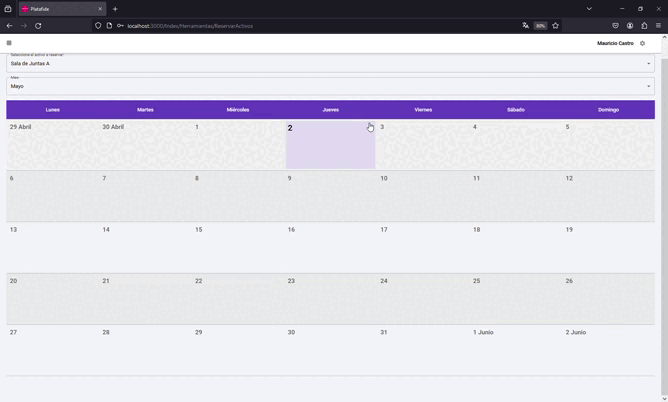 Platafule
localhost:3000/Index/Herramientas/ReservarActivos
80%
Mauricio Castro
Selecciona el activo a reservar
Sala de Juntas A
Mes
Mayo
Lunes Martes Miércoles Jueves Viernes Sábado Domingo
29 Abril 30 Abril 1 2 3 4 5
6 7 8 9 10 11 12
13 14 15 16 17 18 19
20 21 22 23 24 25 26
27 28 29 30 31 1 Junio 2 Junio